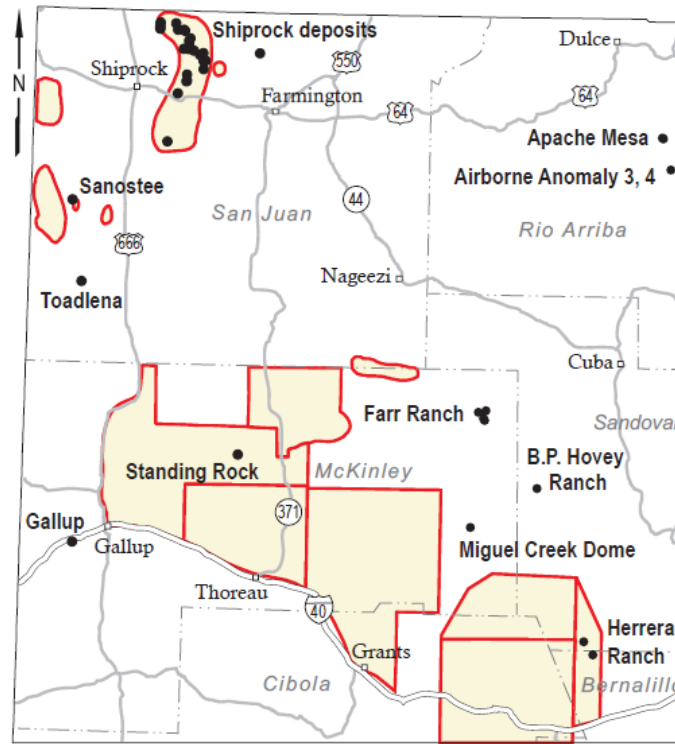 Shiprock deposits
Dulce
550
N
Shiprock
64
Farmington
64
Apache Mesa
Airborne Anomaly 3, 4
Sanostee
San Juan
44
Rio Arriba
666
Nageezi
Toadlena
Cuba
Farr Ranch
Sandoval
B.P. Hovey
Ranch
Standing Rock
McKinley
371
Gallup
Gallup
Miguel Creek Dome
Thoreau
40
Herrera
Ranch
Grants
Cibola
Bernalillo